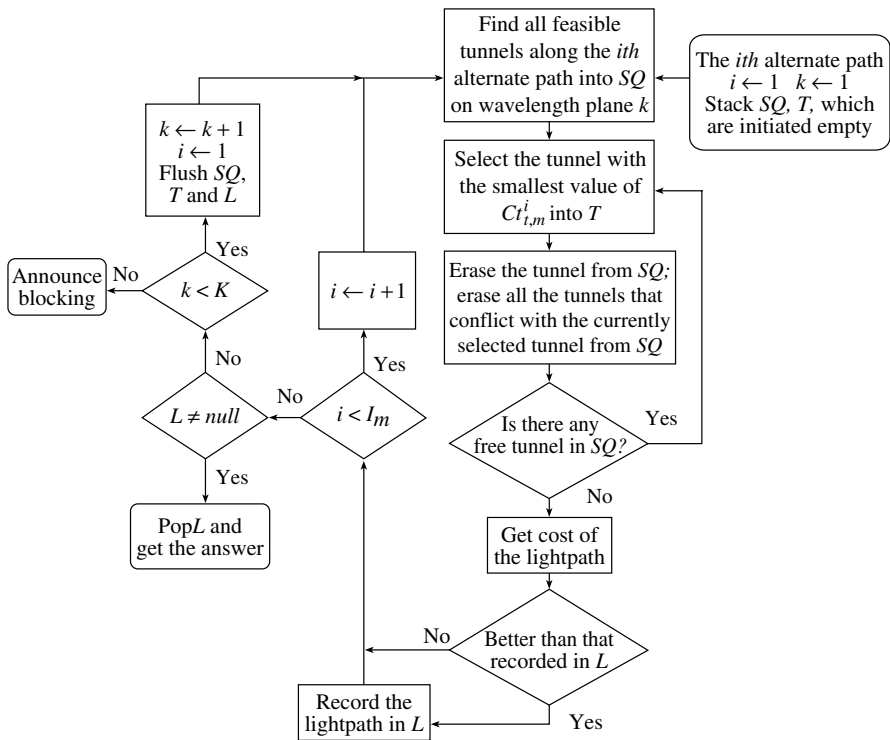 Find all feasible
tunnels along the ith
alternate path into SQ
on wavelength plane k
The ith alternate path
i ← 1 k ← 1
Stack SQ, T, which
are initiated empty
k ← k + 1
i ← 1
Flush SQ,
T and L
Select the tunnel with
the smallest value of
Ct^i_{t,m} into T
Yes
Announce
blocking
No
k < K
i ← i + 1
Erase the tunnel from SQ;
erase all the tunnels that
conflict with the currently
selected tunnel from SQ
No
Yes
L ≠ null
No
i < I_m
Is there any
free tunnel in SQ?
Yes
Yes
No
Pop L and
get the answer
Get cost of
the lightpath
No
Better than that
recorded in L
Record the
lightpath in L
Yes